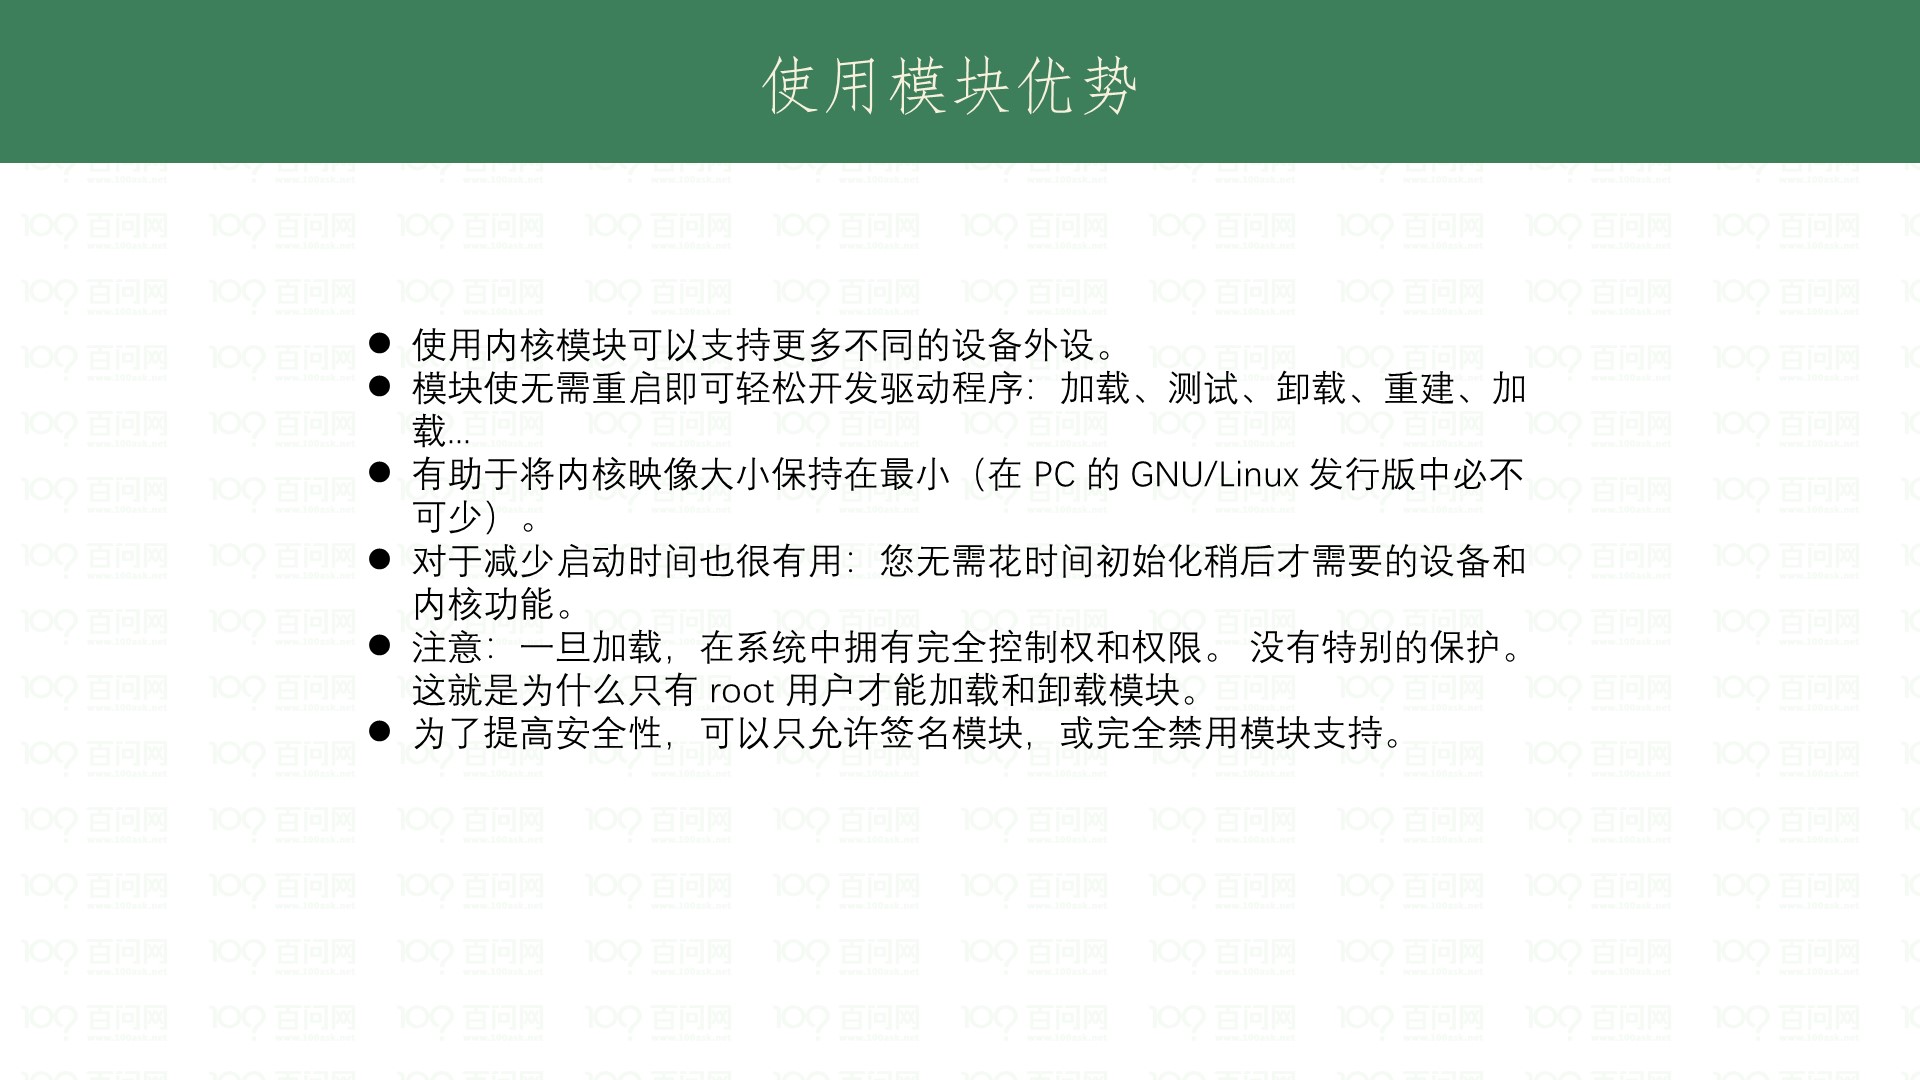 使用模块优势
● 使用内核模块可以支持更多不同的设备外设。
● 模块使无需重启即可轻松开发驱动程序：加载、测试、卸载、重建、加
载...
● 有助于将内核映像大小保持在最小（在 PC 的 GNU/Linux 发行版中必不
可少）。
● 对于减少启动时间也很有用：您无需花时间初始化稍后才需要的设备和
内核功能。
● 注意：一旦加载，在系统中拥有完全控制权和权限。 没有特别的保护。
这就是为什么只有 root 用户才能加载和卸载模块。
● 为了提高安全性，可以只允许签名模块，或完全禁用模块支持。
100 百问网
www.100ask.net